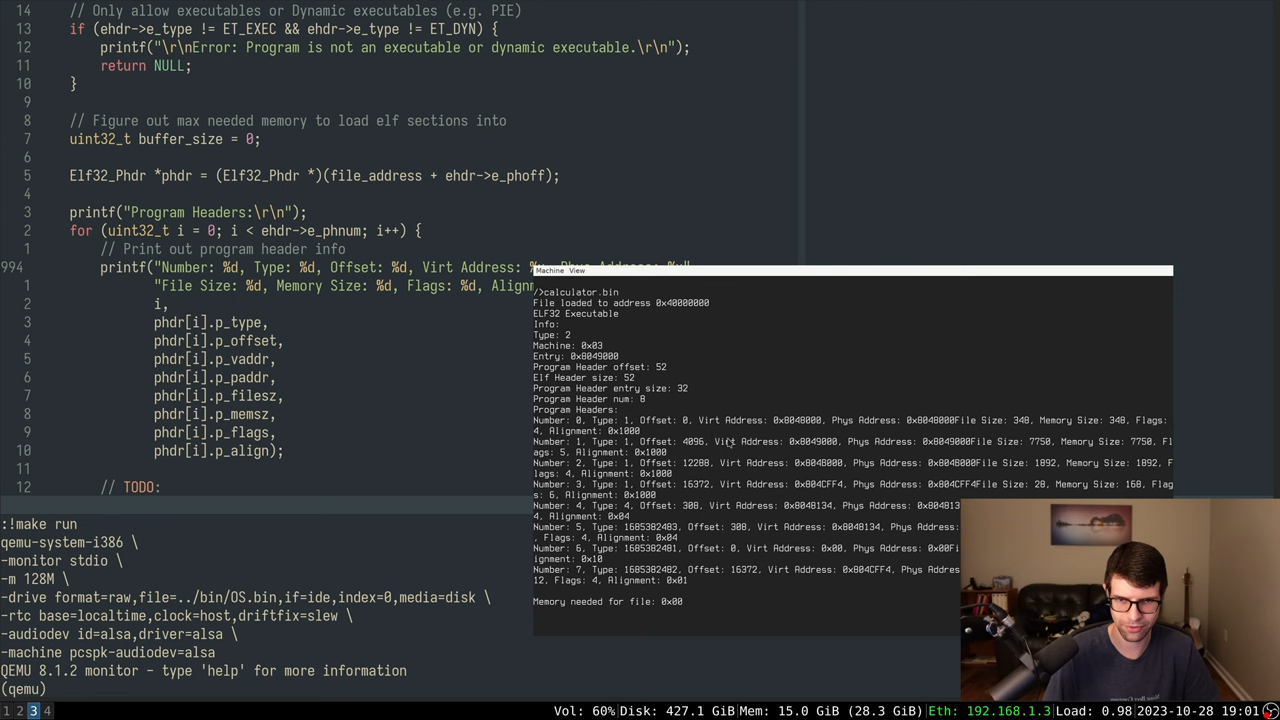 14 // Only allow executables or Dynamic executables (e.g. PIE)
13 if (ehdr->e_type != ET_EXEC && ehdr->e_type != ET_DYN) {
12 printf("\r\nError: Program is not an executable or dynamic executable.\r\n");
11 return NULL;
10 }
9
8 // Figure out max needed memory to load elf sections into
7 uint32_t buffer_size = 0;
6
5 Elf32_Phdr *phdr = (Elf32_Phdr *)(file_address + ehdr->e_phoff);
4
3 printf("Program Headers:\r\n");
2 for (uint32_t i = 0; i < ehdr->e_phnum; i++) {
1 // Print out program header info
994 printf("Number: %d, Type: %d, Offset: %d, Virt Address: %x, Phys Address: %x"
1 "File Size: %d, Memory Size: %d, Flags: %d, Alignm
2 i,
3 phdr[i].p_type,
4 phdr[i].p_offset,
5 phdr[i].p_vaddr,
6 phdr[i].p_paddr,
7 phdr[i].p_filesz,
8 phdr[i].p_memsz,
9 phdr[i].p_flags,
10 phdr[i].p_align);
11
12 // TODO:
:!make run
qemu-system-i386 \
-monitor stdio \
-m 128M \
-drive format=raw,file=../bin/OS.bin,if=ide,index=0,media=disk \
-rtc base=localtime,clock=host,driftfix=slew \
-audiodev id=alsa,driver=alsa \
-machine pcspk-audiodev=alsa
QEMU 8.1.2 monitor - type 'help' for more information
(qemu)
Machine View
/>calculator.bin
File loaded to address 0x40000000
ELF32 Executable
Info:
Type: 2
Machine: 0x03
Entry: 0x8049000
Program Header offset: 52
Elf Header size: 52
Program Header entry size: 32
Program Header num: 8
Program Headers:
Number: 0, Type: 1, Offset: 0, Virt Address: 0x8048000, Phys Address: 0x8048000File Size: 348, Memory Size: 348, Flags:
4, Alignment: 0x1000
Number: 1, Type: 1, Offset: 4096, Virt Address: 0x8049000, Phys Address: 0x8049000File Size: 7750, Memory Size: 7750, Fl
ags: 5, Alignment: 0x1000
Number: 2, Type: 1, Offset: 12288, Virt Address: 0x804B000, Phys Address: 0x804B000File Size: 1892, Memory Size: 1892, F
lags: 4, Alignment: 0x1000
Number: 3, Type: 1, Offset: 16372, Virt Address: 0x804CFF4, Phys Address: 0x804CFF4File Size: 28, Memory Size: 168, Flag
s: 6, Alignment: 0x1000
Number: 4, Type: 4, Offset: 308, Virt Address: 0x8048134, Phys Address: 0x804813
4, Alignment: 0x04
Number: 5, Type: 1685382483, Offset: 308, Virt Address: 0x8048134, Phys Address:
, Flags: 4, Alignment: 0x04
Number: 6, Type: 1685382481, Offset: 0, Virt Address: 0x00, Phys Address: 0x00Fi
ignment: 0x10
Number: 7, Type: 1685382482, Offset: 16372, Virt Address: 0x804CFF4, Phys Addres
12, Flags: 4, Alignment: 0x01
Memory needed for file: 0x00
1 2 3 4
Vol: 60%|Disk: 427.1 GiB|Mem: 15.0 GiB (28.3 GiB)|Eth: 192.168.1.3|Load: 0.98|2023-10-28 19:01